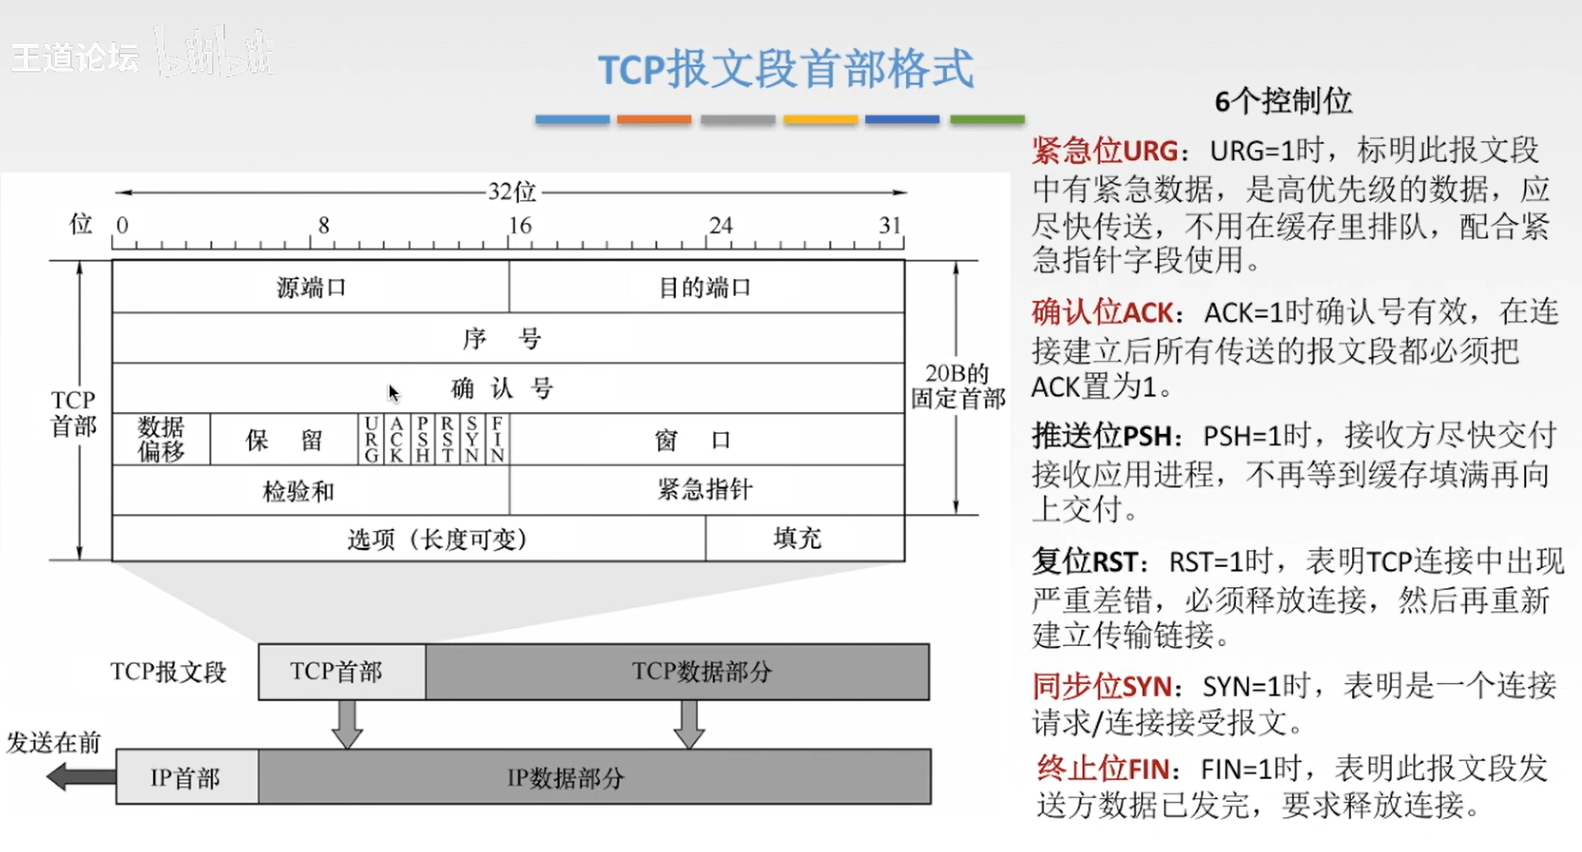 王道论坛 bilibili
TCP报文段首部格式
6个控制位
紧急位URG：URG=1时，标明此报文段
中有紧急数据，是高优先级的数据，应
尽快传送，不用在缓存里排队，配合紧
急指针字段使用。
确认位ACK：ACK=1时确认号有效，在连
接建立后所有传送的报文段都必须把
ACK置为1。
推送位PSH：PSH=1时，接收方尽快交付
接收应用进程，不再等到缓存填满再向
上交付。
复位RST：RST=1时，表明TCP连接中出现
严重差错，必须释放连接，然后再重新
建立传输链接。
同步位SYN：SYN=1时，表明是一个连接
请求/连接接受报文。
终止位FIN：FIN=1时，表明此报文段发
送方数据已发完，要求释放连接。
32位
位 0 8 16 24 31
源端口 目的端口
序 号
确 认 号
TCP
首部
20B的
固定首部
数据
偏移
保 留
URG ACK PSH RST SYN FIN
窗 口
检验和 紧急指针
选项（长度可变） 填充
TCP报文段 TCP首部 TCP数据部分
发送在前
IP首部 IP数据部分